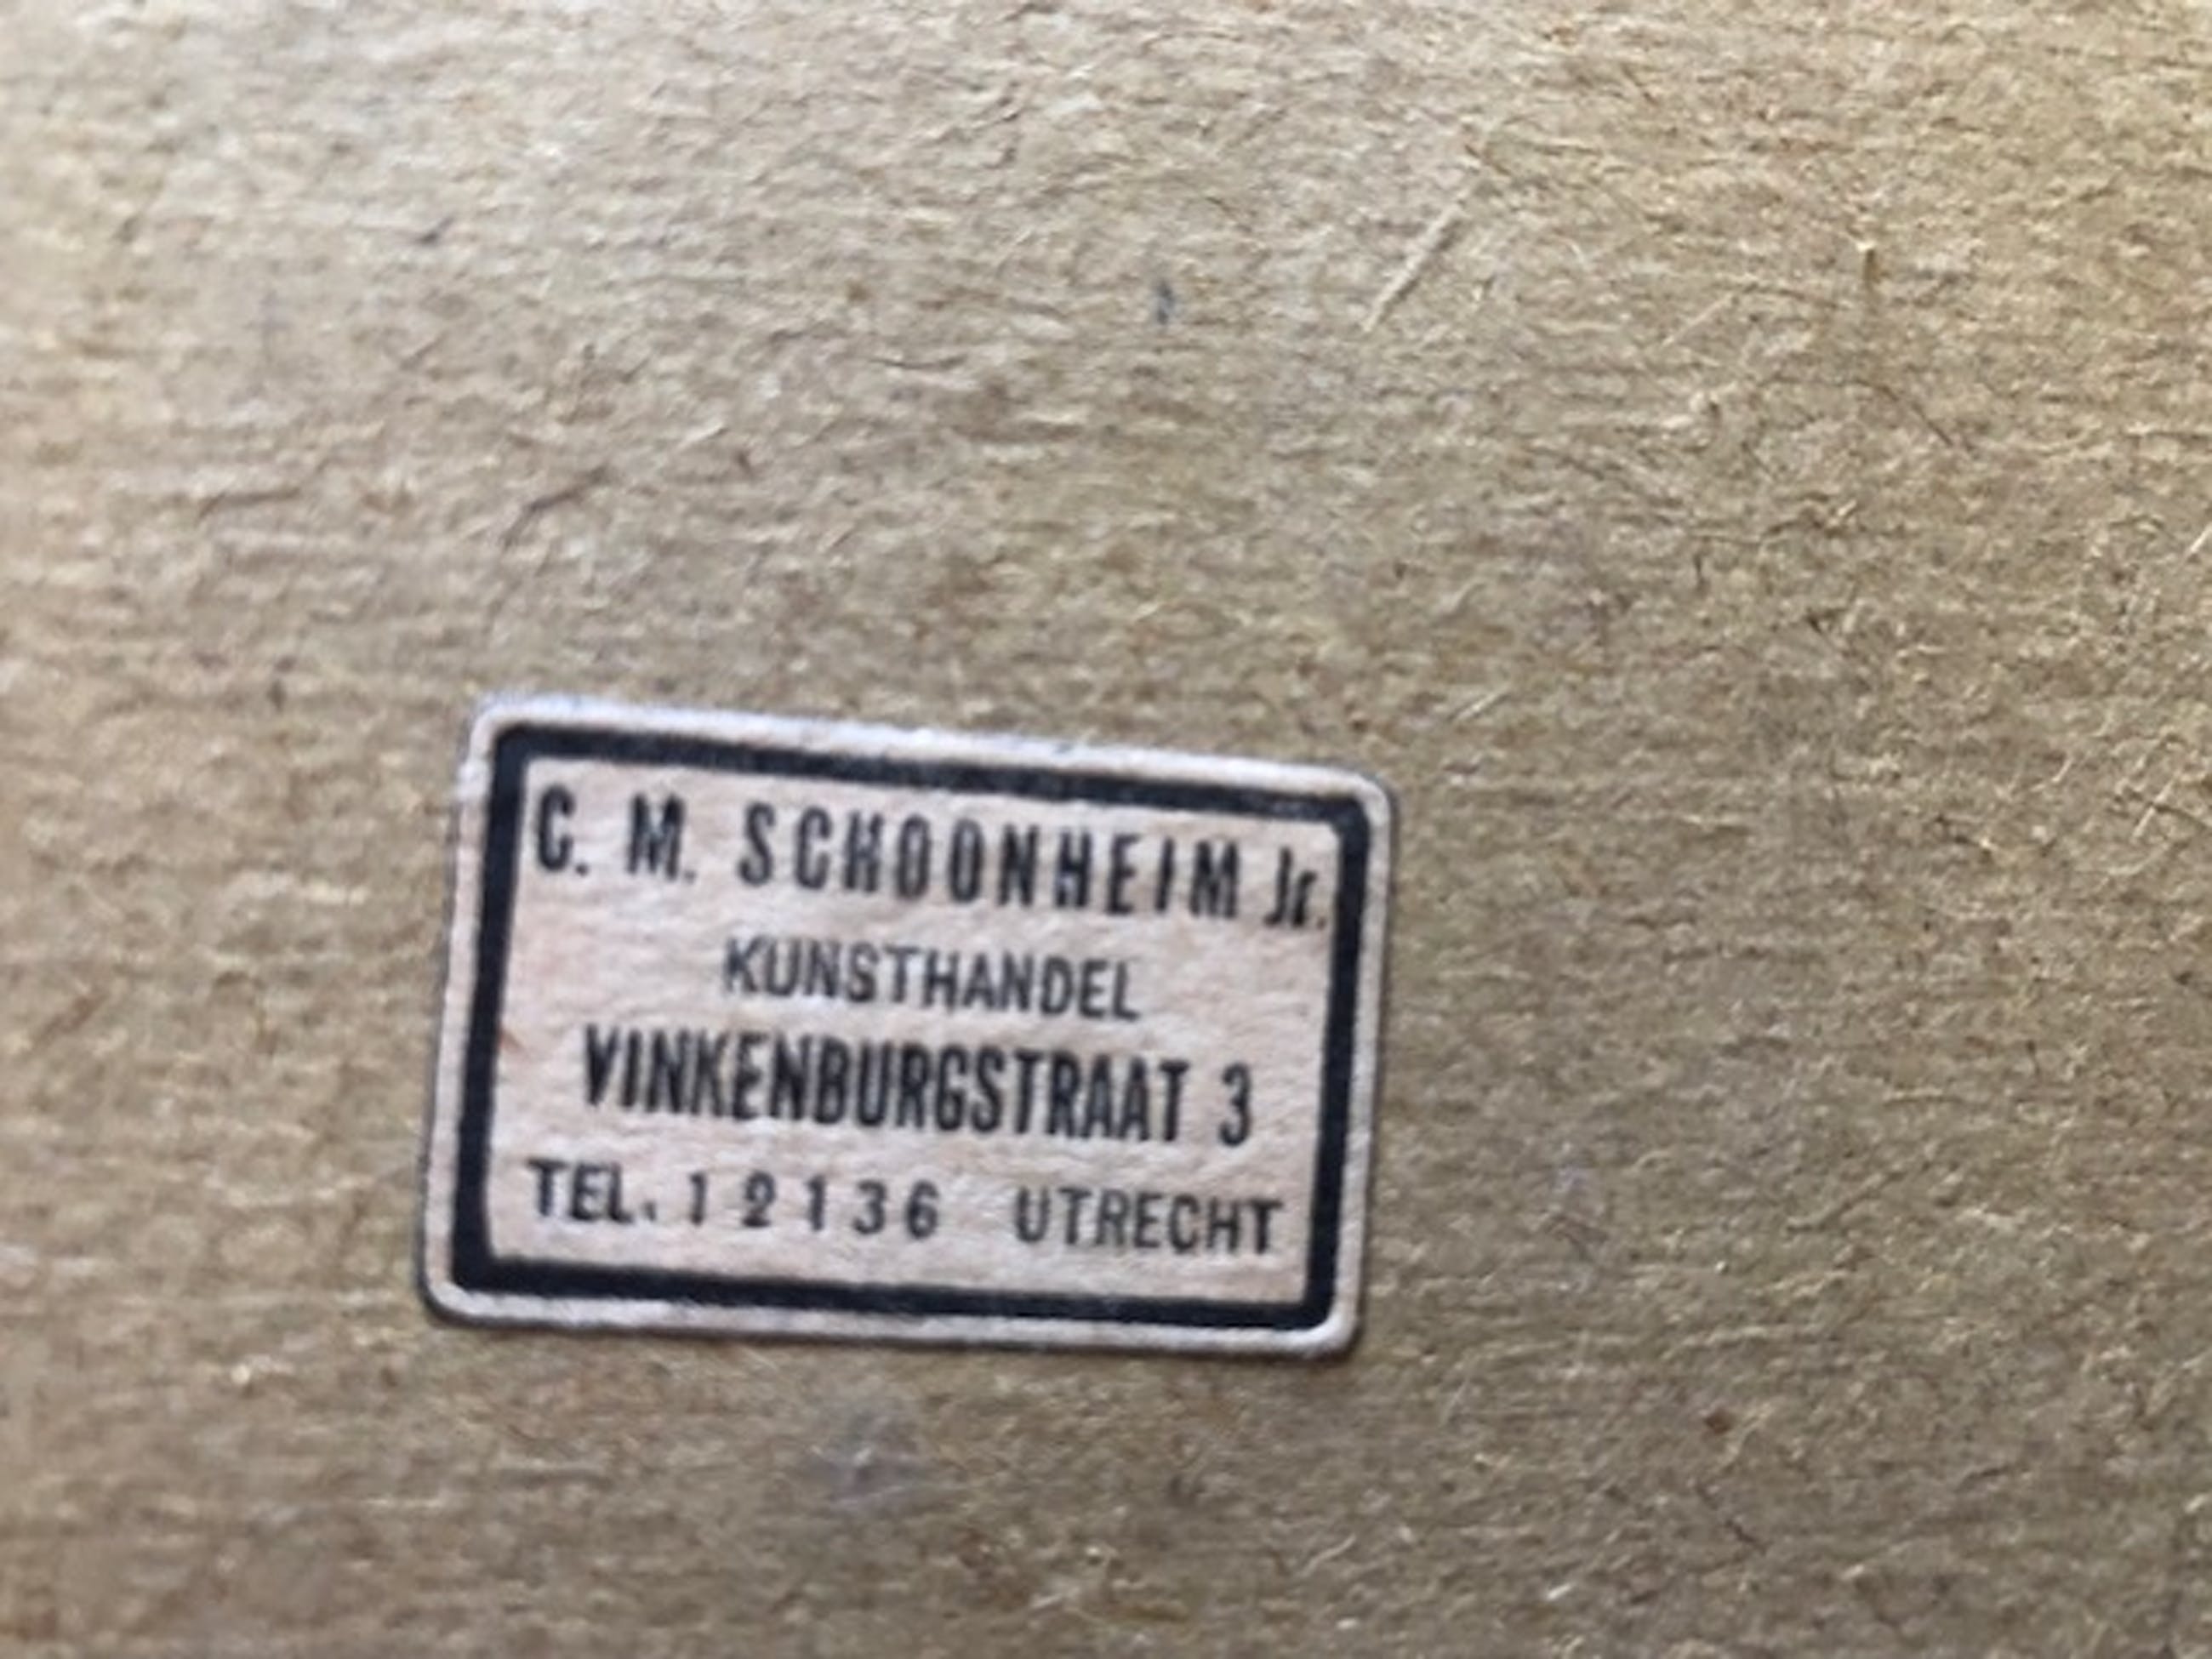 C. M. SCHOONHEIM Jr.
KUNSTHANDEL
VINKENBURGSTRAAT 3
TEL. 12136 UTRECHT